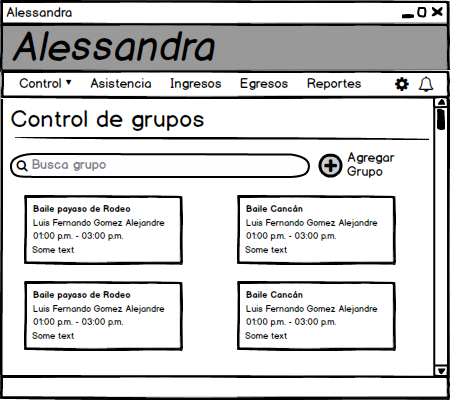 Alessandra
Alessandra
Control Asistencia Ingresos Egresos Reportes
Control de grupos
Busca grupo
Agregar
Grupo
Baile payaso de Rodeo
Luis Fernando Gomez Alejandre
01:00 p.m. - 03:00 p.m.
Some text
Baile Cancán
Luis Fernando Gomez Alejandre
01:00 p.m. - 03:00 p.m.
Some text
Baile payaso de Rodeo
Luis Fernando Gomez Alejandre
01:00 p.m. - 03:00 p.m.
Some text
Baile Cancán
Luis Fernando Gomez Alejandre
01:00 p.m. - 03:00 p.m.
Some text